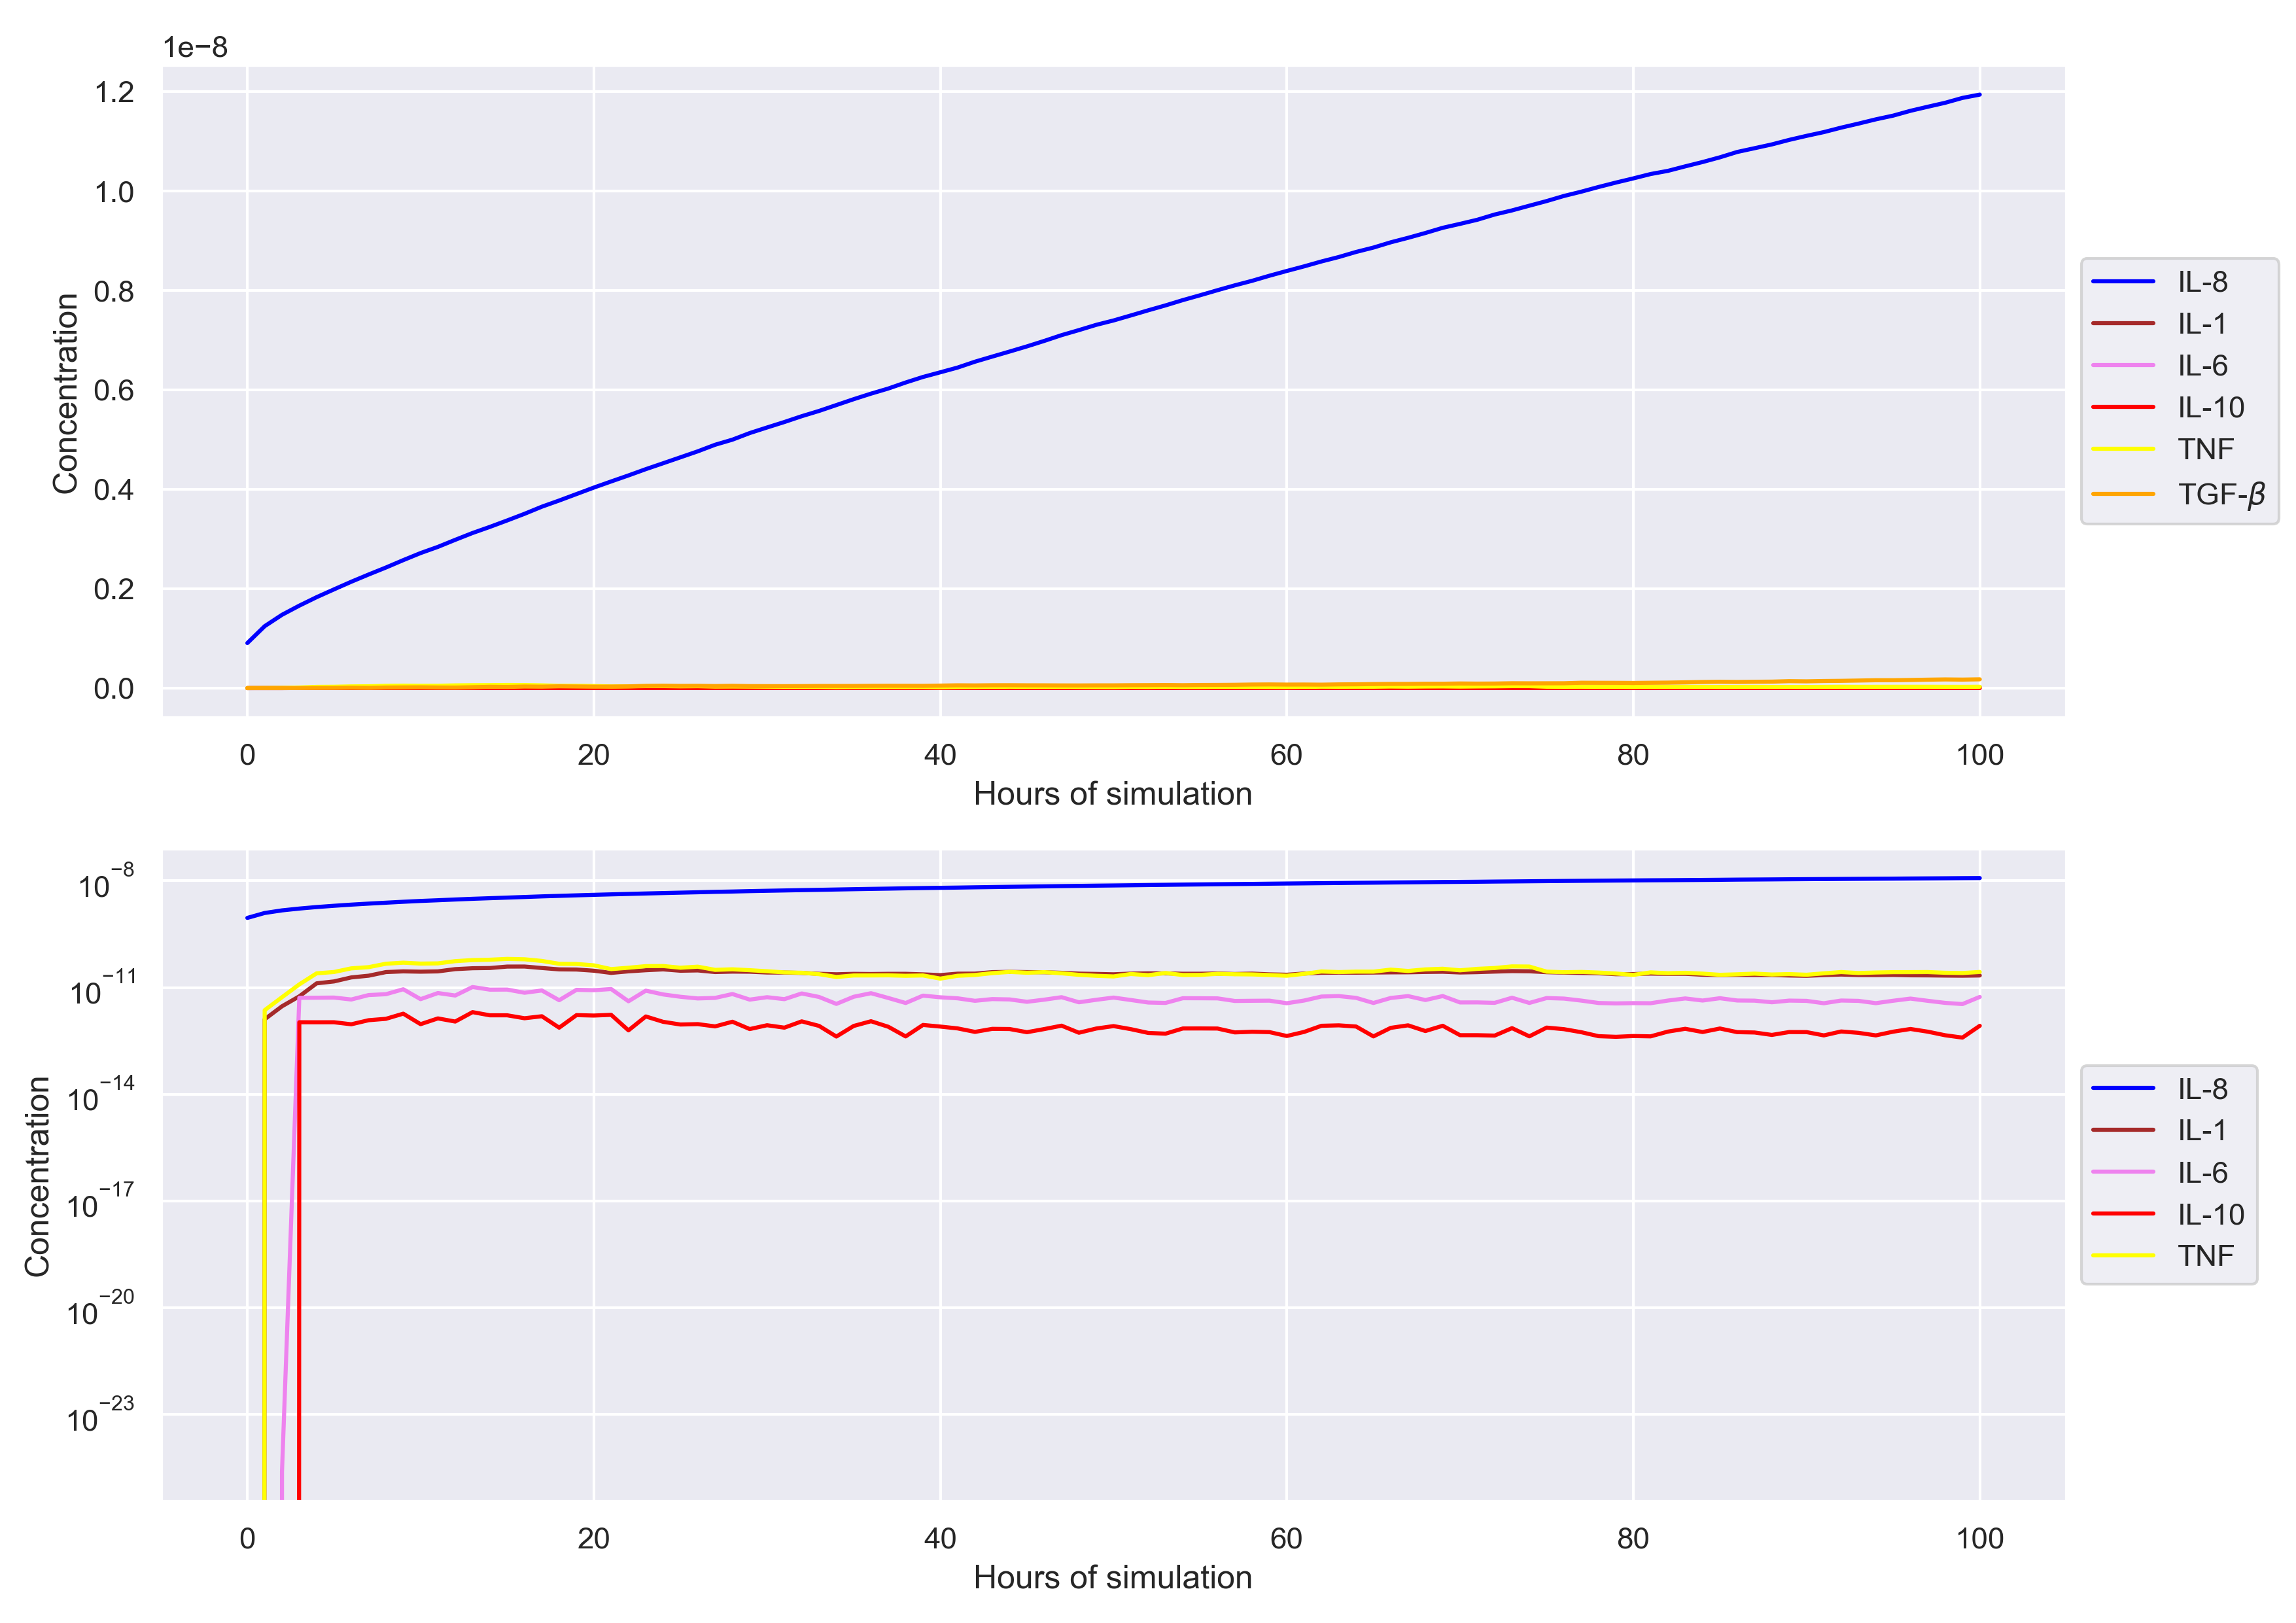 1e−8
1.2
1.0
0.8
0.6
0.4
0.2
0.0
Concentration
0 20 40 60 80 100
Hours of simulation
IL-8
IL-1
IL-6
IL-10
TNF
TGF-β
10−8
10−11
10−14
10−17
10−20
10−23
Concentration
0 20 40 60 80 100
Hours of simulation
IL-8
IL-1
IL-6
IL-10
TNF